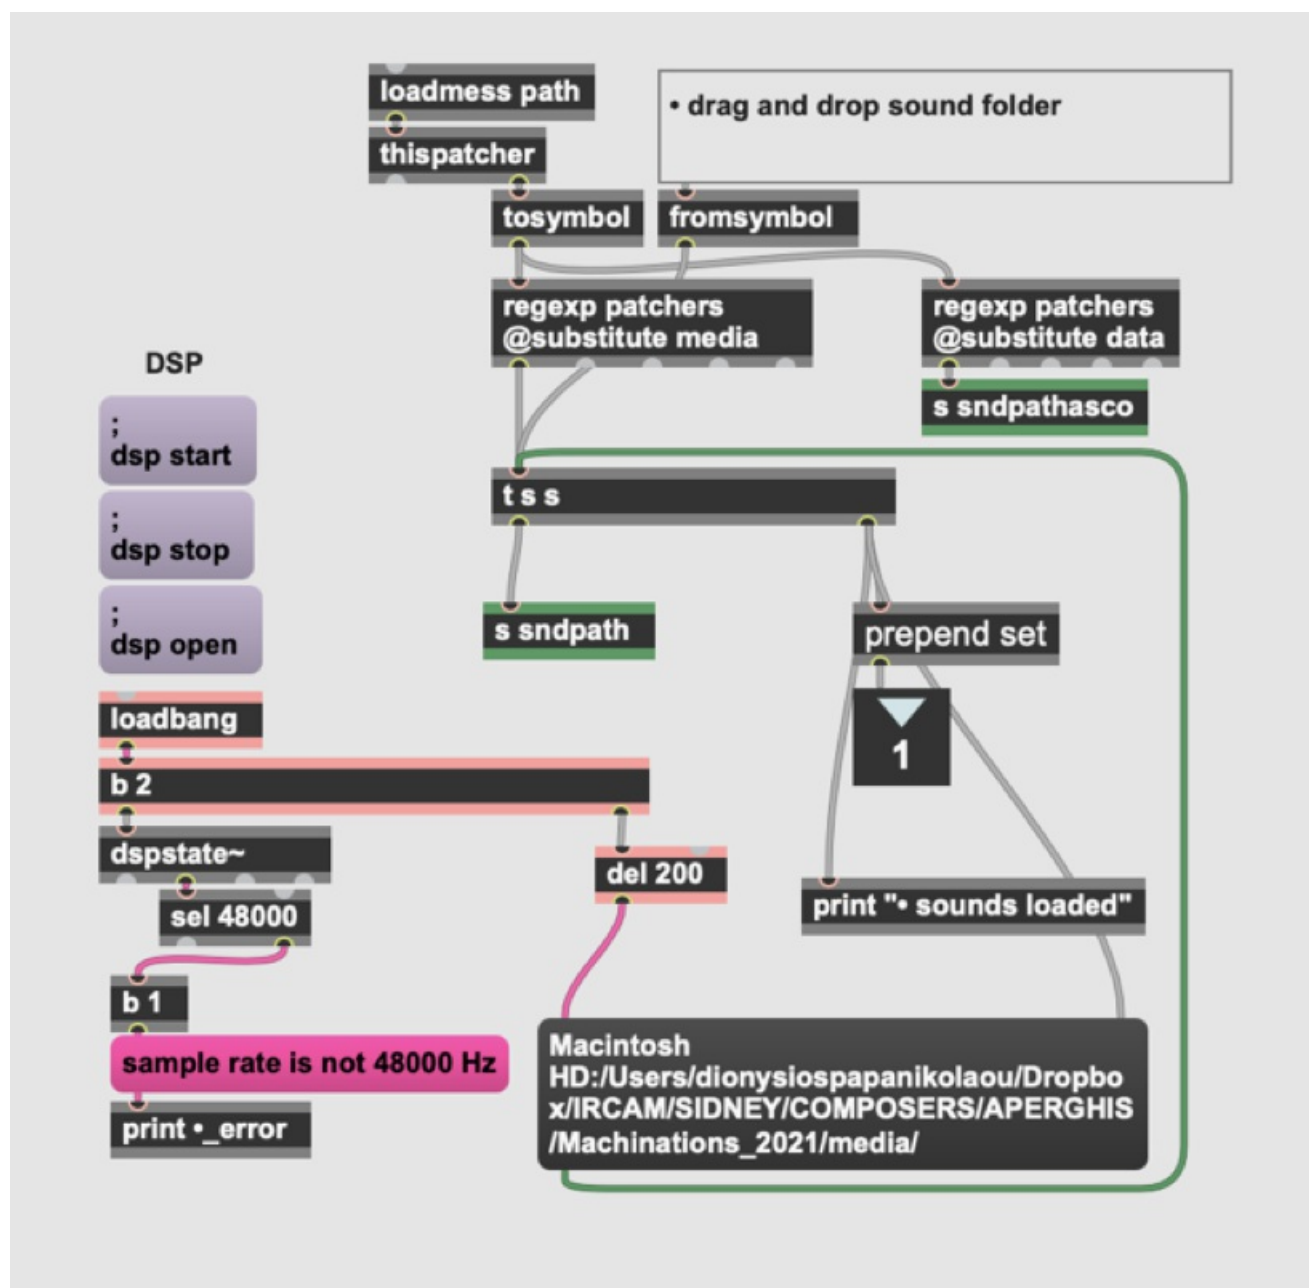 loadmess path
• drag and drop sound folder
thispatcher
tosymbol
fromsymbol
regexp patchers
@substitute media
regexp patchers
@substitute data
s sndpathasco
DSP
;
dsp start
;
dsp stop
;
dsp open
t s s
s sndpath
prepend set
1
loadbang
b 2
dspstate~
sel 48000
del 200
print "• sounds loaded"
b 1
sample rate is not 48000 Hz
print •_error
Macintosh
HD:/Users/dionysiospapanikolaou/Dropbo
x/IRCAM/SIDNEY/COMPOSERS/APERGHIS
/Machinations_2021/media/